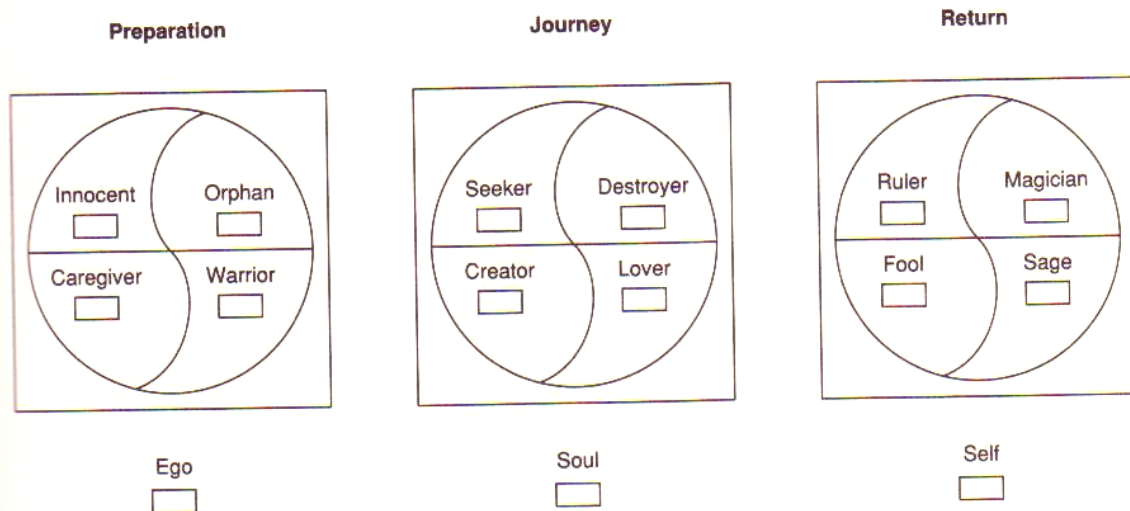 Preparation
Journey
Return
Innocent
Orphan
Caregiver
Warrior
Seeker
Destroyer
Creator
Lover
Ruler
Magician
Fool
Sage
Ego
Soul
Self